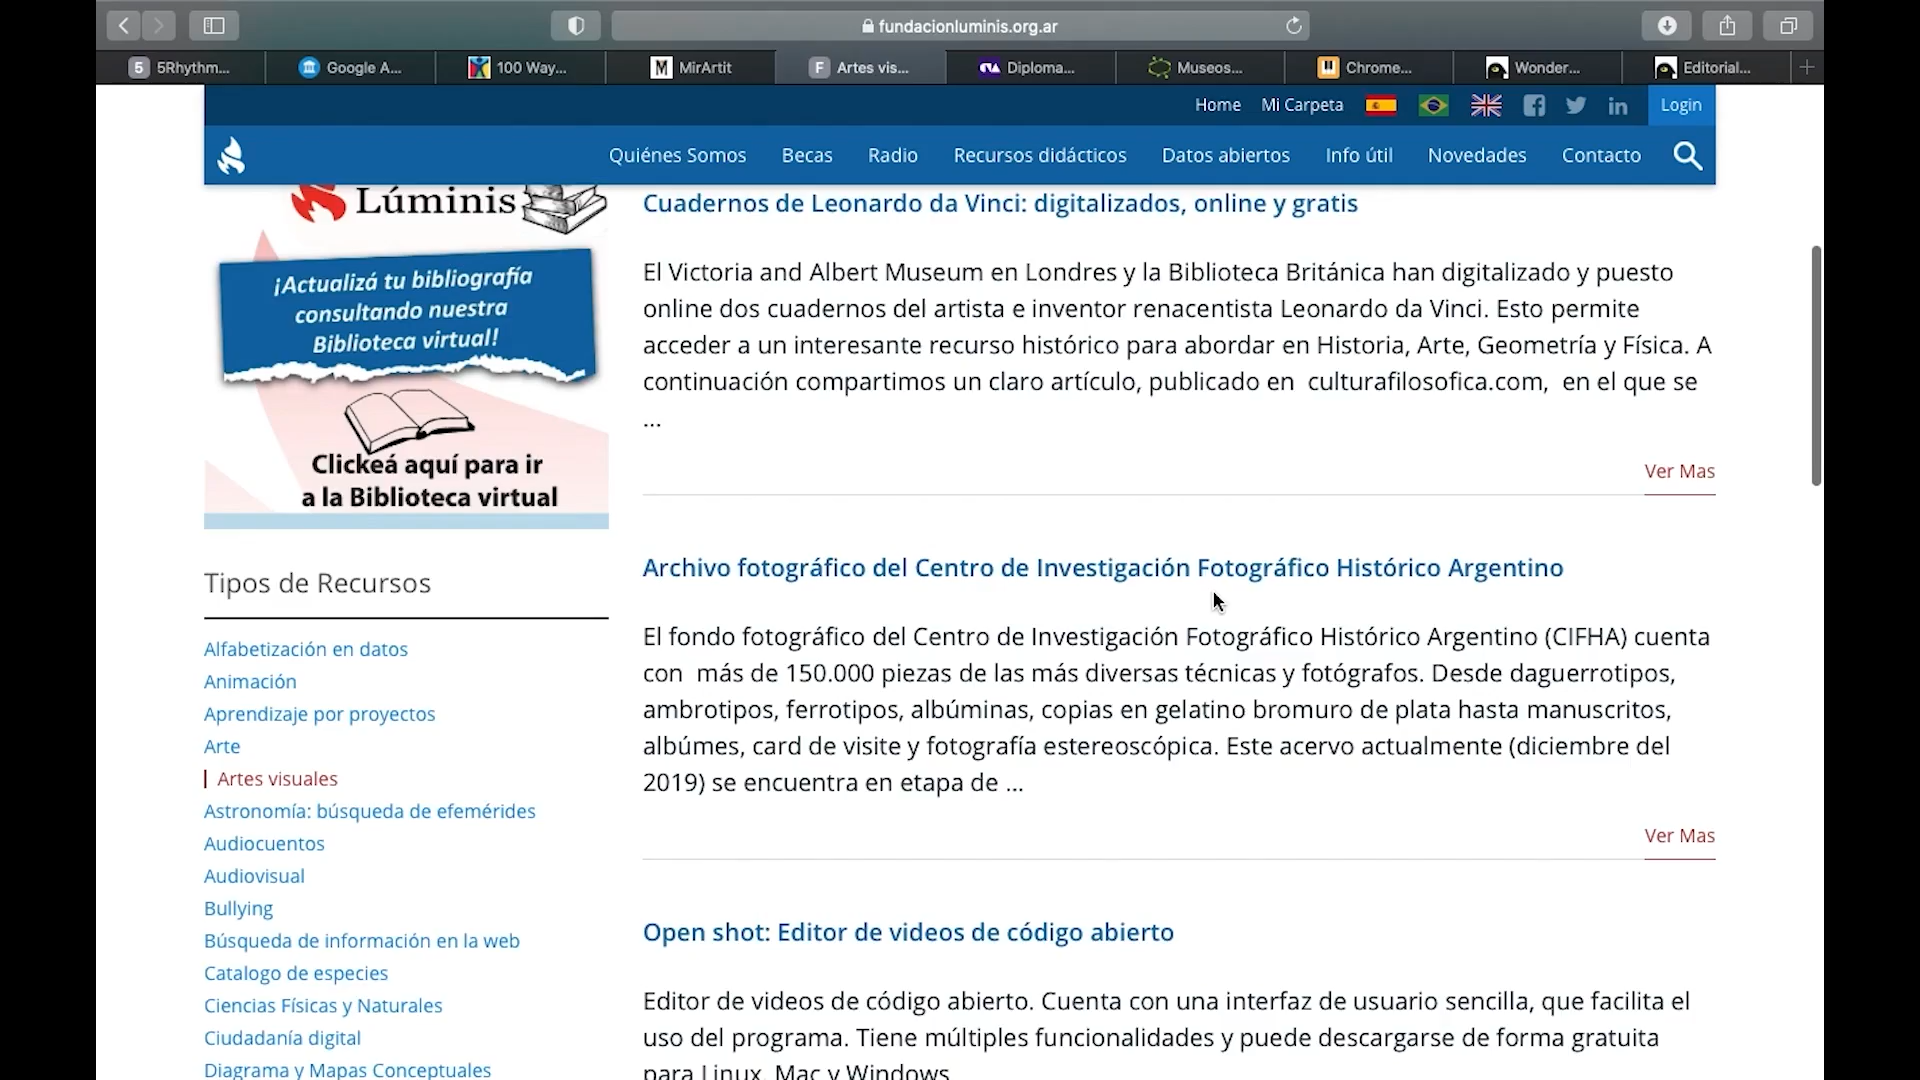 fundacionluminis.org.ar
5 5Rhythm...
Google A...
100 Way...
M MirArtit
F Artes vis...
Diploma...
Museos...
Chrome...
Wonder...
Editorial...
Home Mi Carpeta Login
Quiénes Somos Becas Radio Recursos didácticos Datos abiertos Info útil Novedades Contacto
Lúminis
¡Actualizá tu bibliografía
consultando nuestra
Biblioteca virtual!
Clickeá aquí para ir
a la Biblioteca virtual
Tipos de Recursos
Alfabetización en datos
Animación
Aprendizaje por proyectos
Arte
Artes visuales
Astronomía: búsqueda de efemérides
Audiocuentos
Audiovisual
Bullying
Búsqueda de información en la web
Catalogo de especies
Ciencias Físicas y Naturales
Ciudadanía digital
Diagrama y Mapas Conceptuales
Cuadernos de Leonardo da Vinci: digitalizados, online y gratis
El Victoria and Albert Museum en Londres y la Biblioteca Británica han digitalizado y puesto
online dos cuadernos del artista e inventor renacentista Leonardo da Vinci. Esto permite
acceder a un interesante recurso histórico para abordar en Historia, Arte, Geometría y Física. A
continuación compartimos un claro artículo, publicado en culturafilosofica.com, en el que se
...
Ver Mas
Archivo fotográfico del Centro de Investigación Fotográfico Histórico Argentino
El fondo fotográfico del Centro de Investigación Fotográfico Histórico Argentino (CIFHA) cuenta
con más de 150.000 piezas de las más diversas técnicas y fotógrafos. Desde daguerrotipos,
ambrotipos, ferrotipos, albúminas, copias en gelatino bromuro de plata hasta manuscritos,
albúmes, card de visite y fotografía estereoscópica. Este acervo actualmente (diciembre del
2019) se encuentra en etapa de ...
Ver Mas
Open shot: Editor de videos de código abierto
Editor de videos de código abierto. Cuenta con una interfaz de usuario sencilla, que facilita el
uso del programa. Tiene múltiples funcionalidades y puede descargarse de forma gratuita
para Linux, Mac y Windows